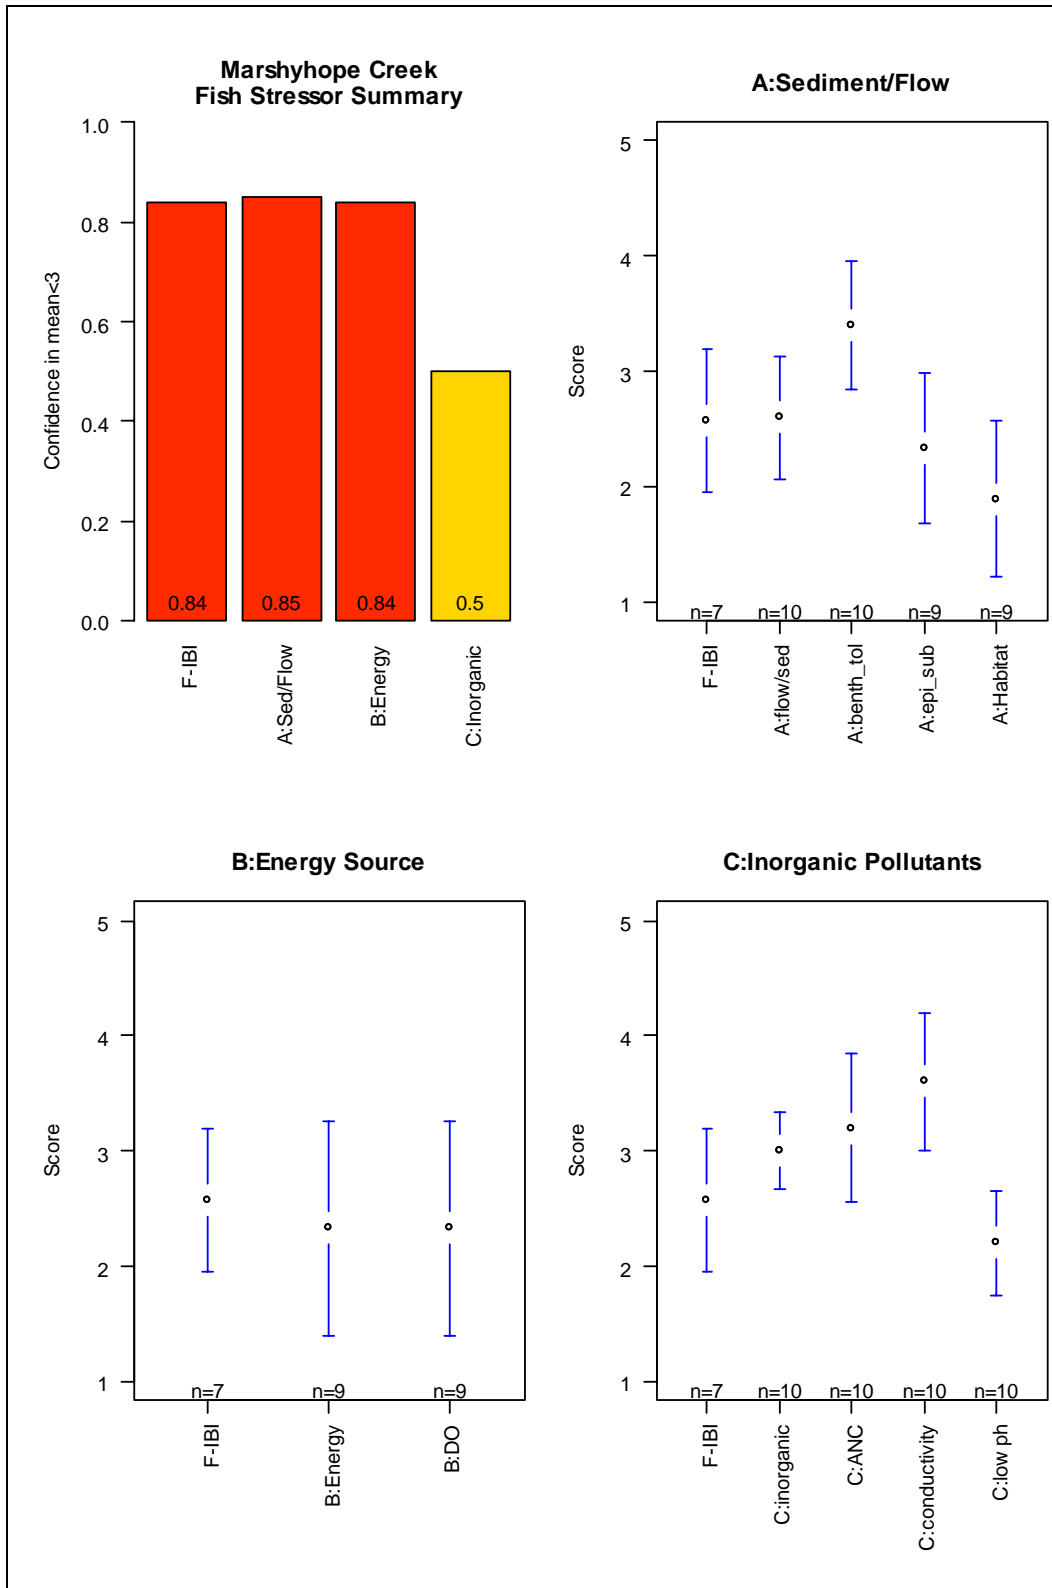 Marshyhope Creek
Fish Stressor Summary
Confidence in mean<3
1.0
0.8
0.6
0.4
0.2
0.0
0.84
0.85
0.84
0.5
F-IBI
A:Sed/Flow
B:Energy
C:Inorganic
A:Sediment/Flow
Score
5
4
3
2
1
n=7
n=10
n=10
n=9
n=9
F-IBI
A:flow/sed
A:benth_tol
A:epi_sub
A:Habitat
B:Energy Source
Score
5
4
3
2
1
n=7
n=9
n=9
F-IBI
B:Energy
B:DO
C:Inorganic Pollutants
Score
5
4
3
2
1
n=7
n=10
n=10
n=10
n=10
F-IBI
C:inorganic
C:ANC
C:conductivity
C:low ph